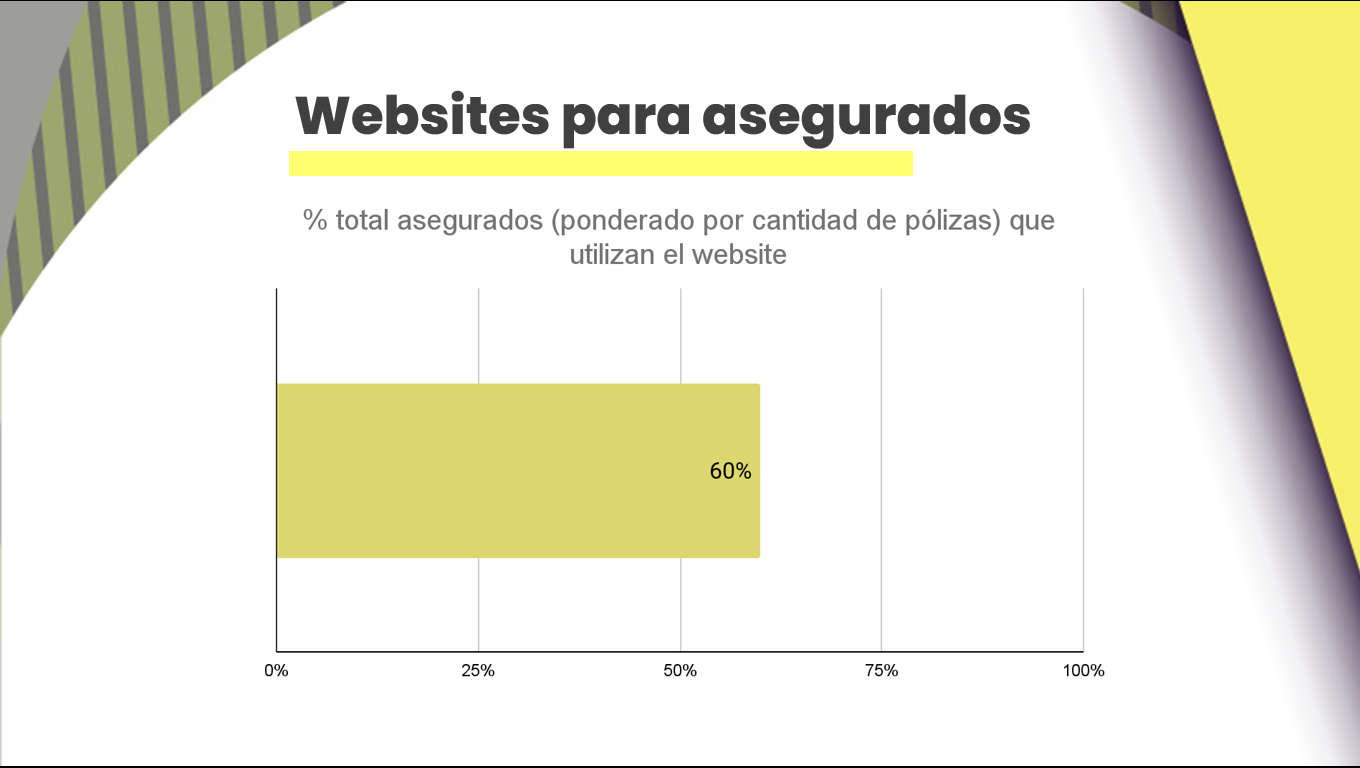 Websites para asegurados
% total asegurados (ponderado por cantidad de pólizas) que
utilizan el website
60%
0% 25% 50% 75% 100%